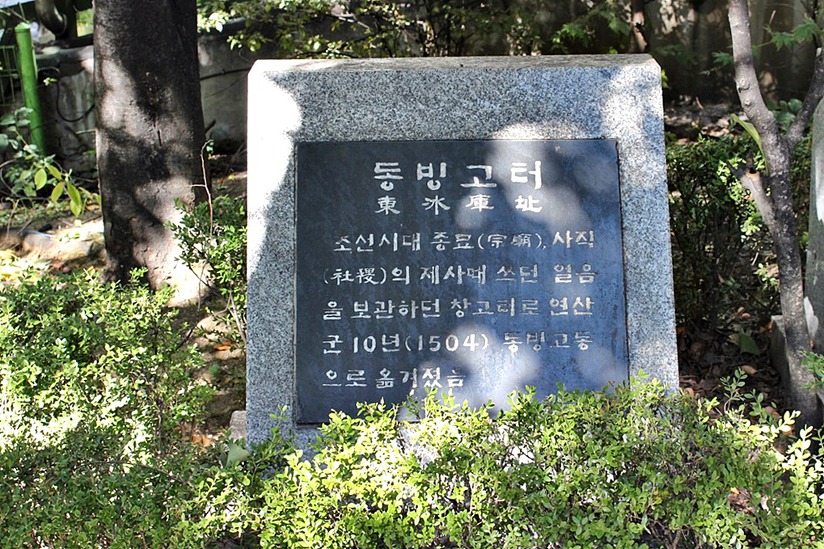 동빙고터
東氷庫址
조선시대 종묘(宗廟), 사직
(社稷)의 제사때 쓰던 얼음
을 보관하던 창고터로 연산
군 10년(1504) 동빙고동
으로 옮겨졌음